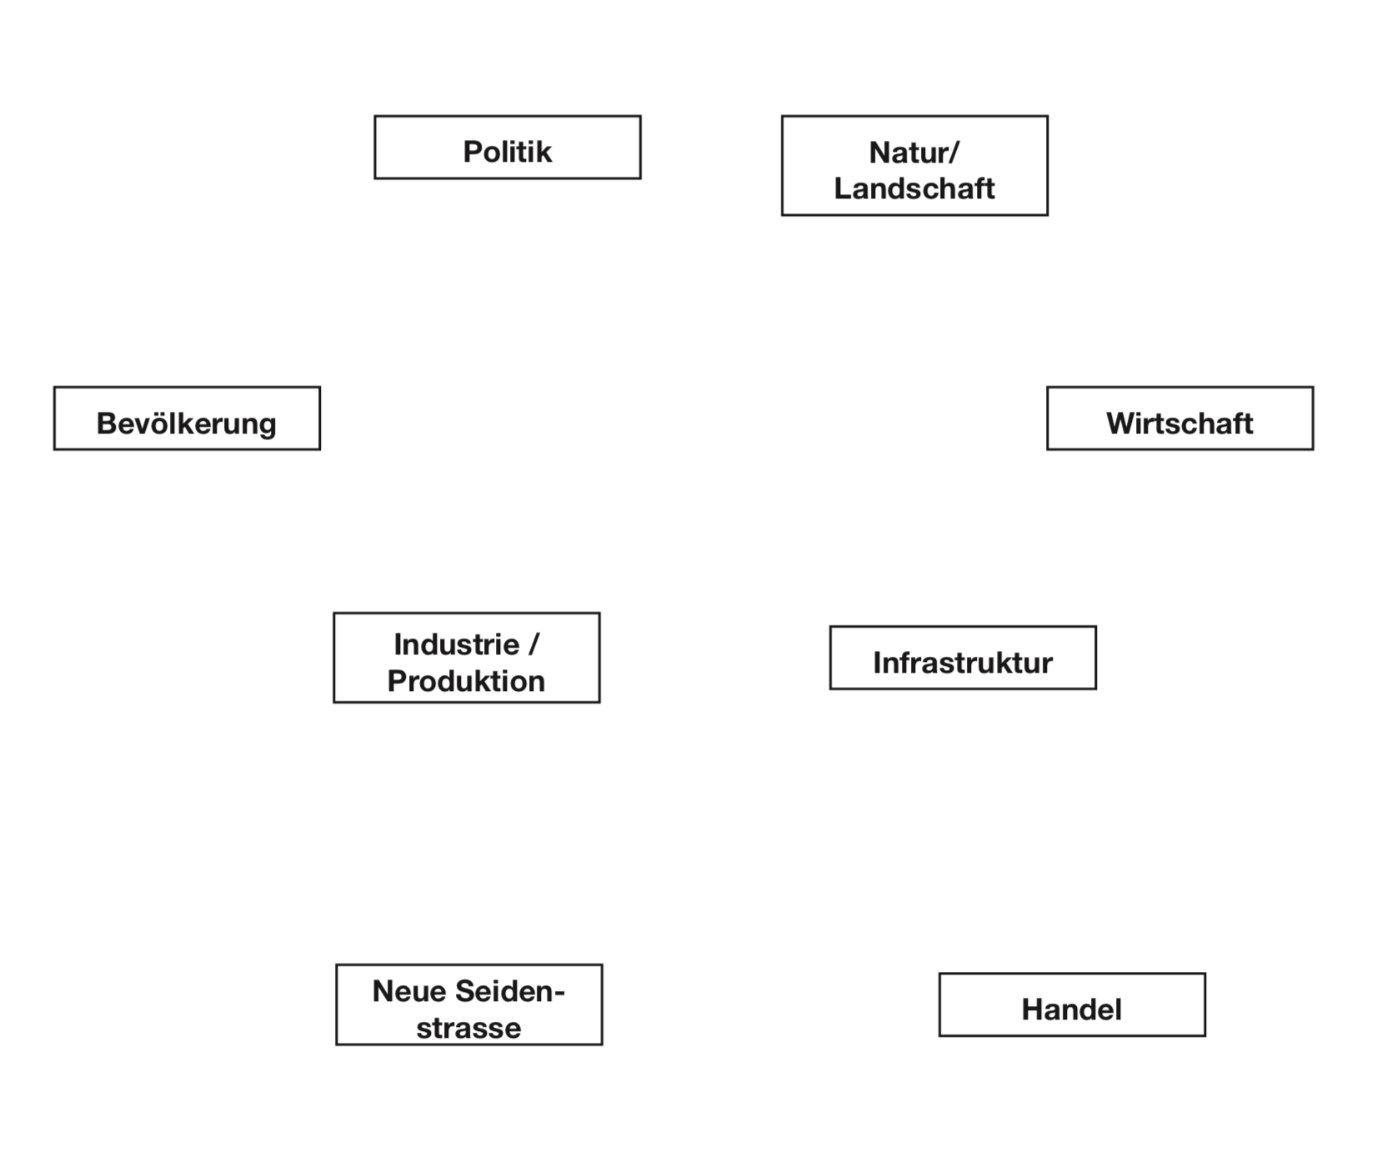 Politik
Natur/
Landschaft
Bevölkerung
Wirtschaft
Industrie /
Produktion
Infrastruktur
Neue Seiden-
strasse
Handel